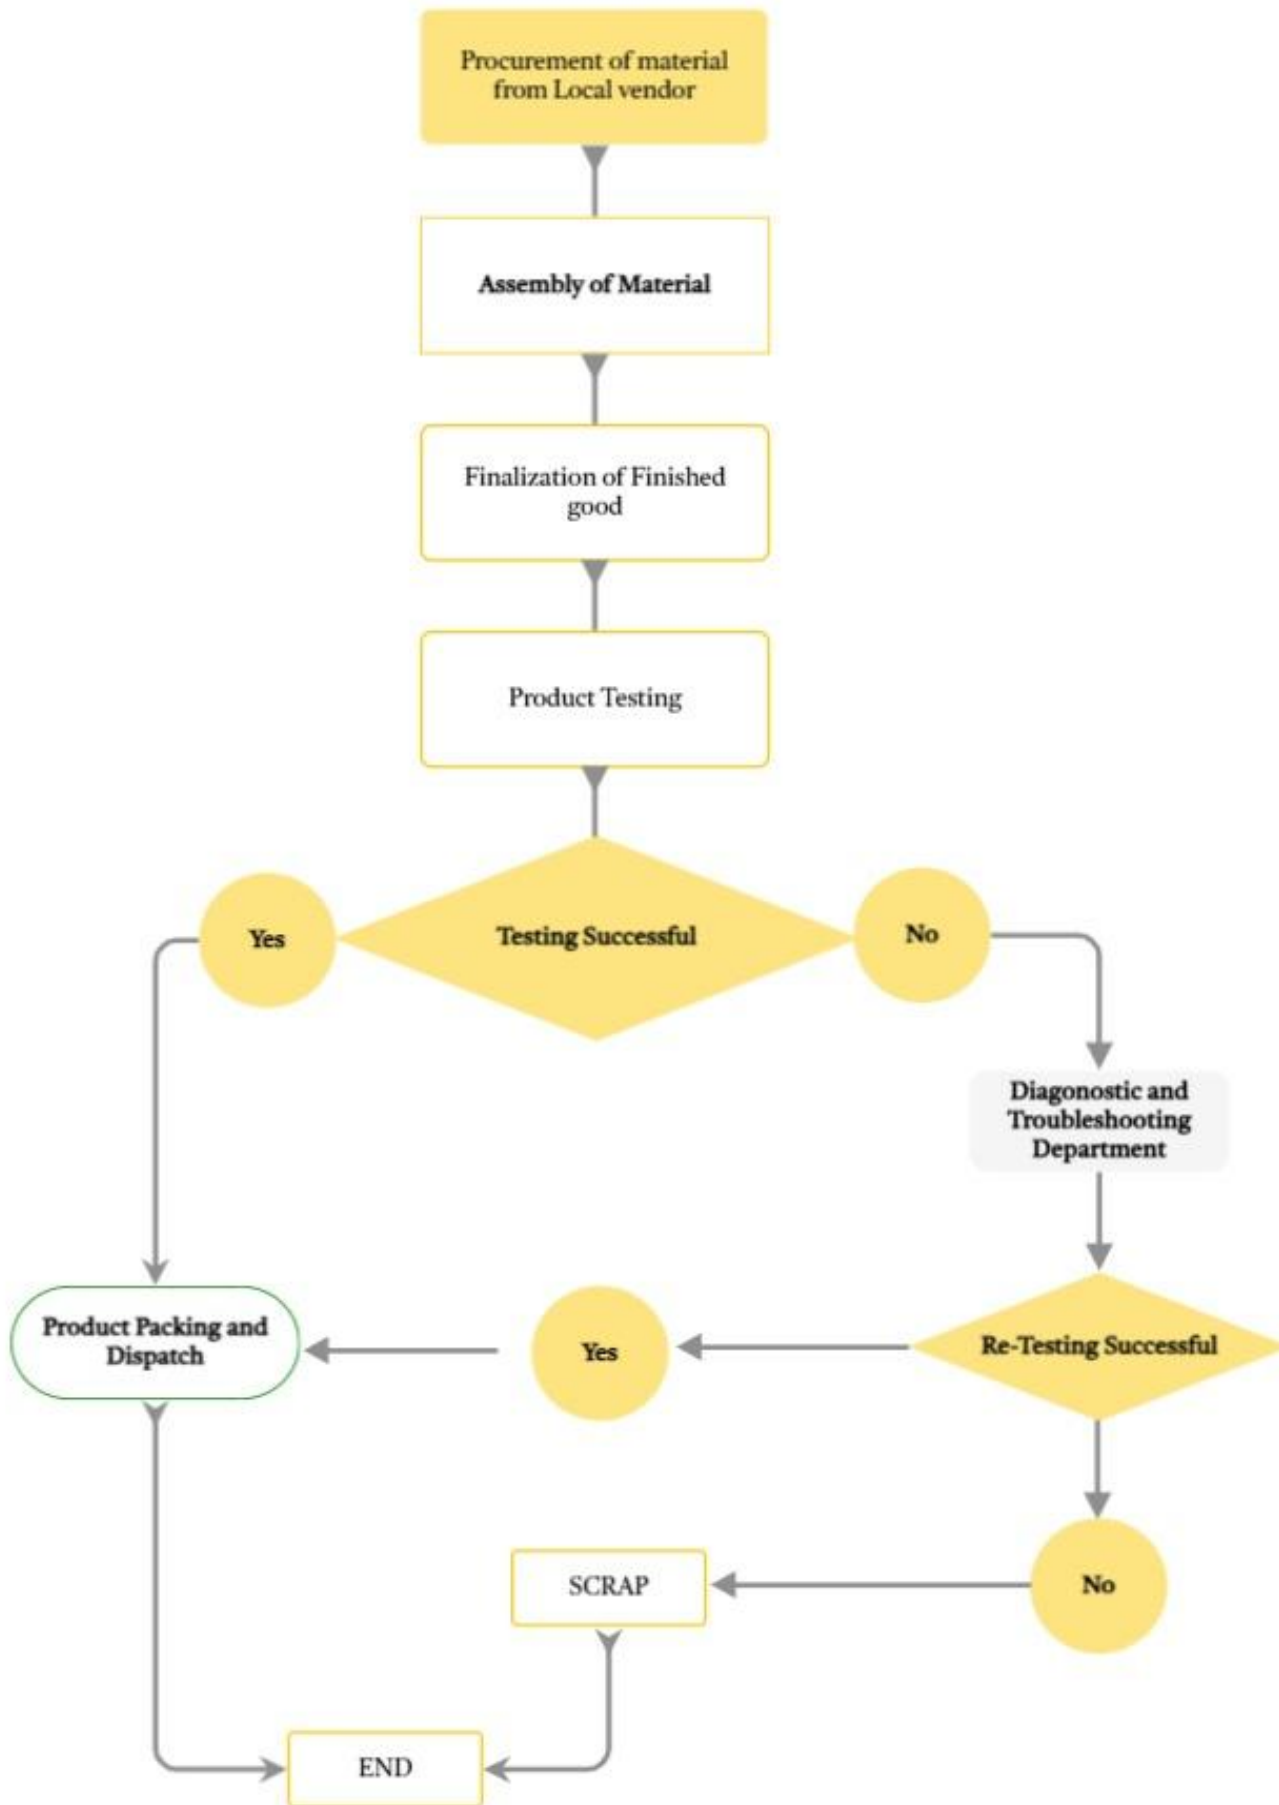 Procurement of material
from Local vendor
Assembly of Material
Finalization of Finished
good
Product Testing
Yes
Testing Successful
No
Diagonostic and
Troubleshooting
Department
Product Packing and
Dispatch
Yes
Re-Testing Successful
SCRAP
No
END